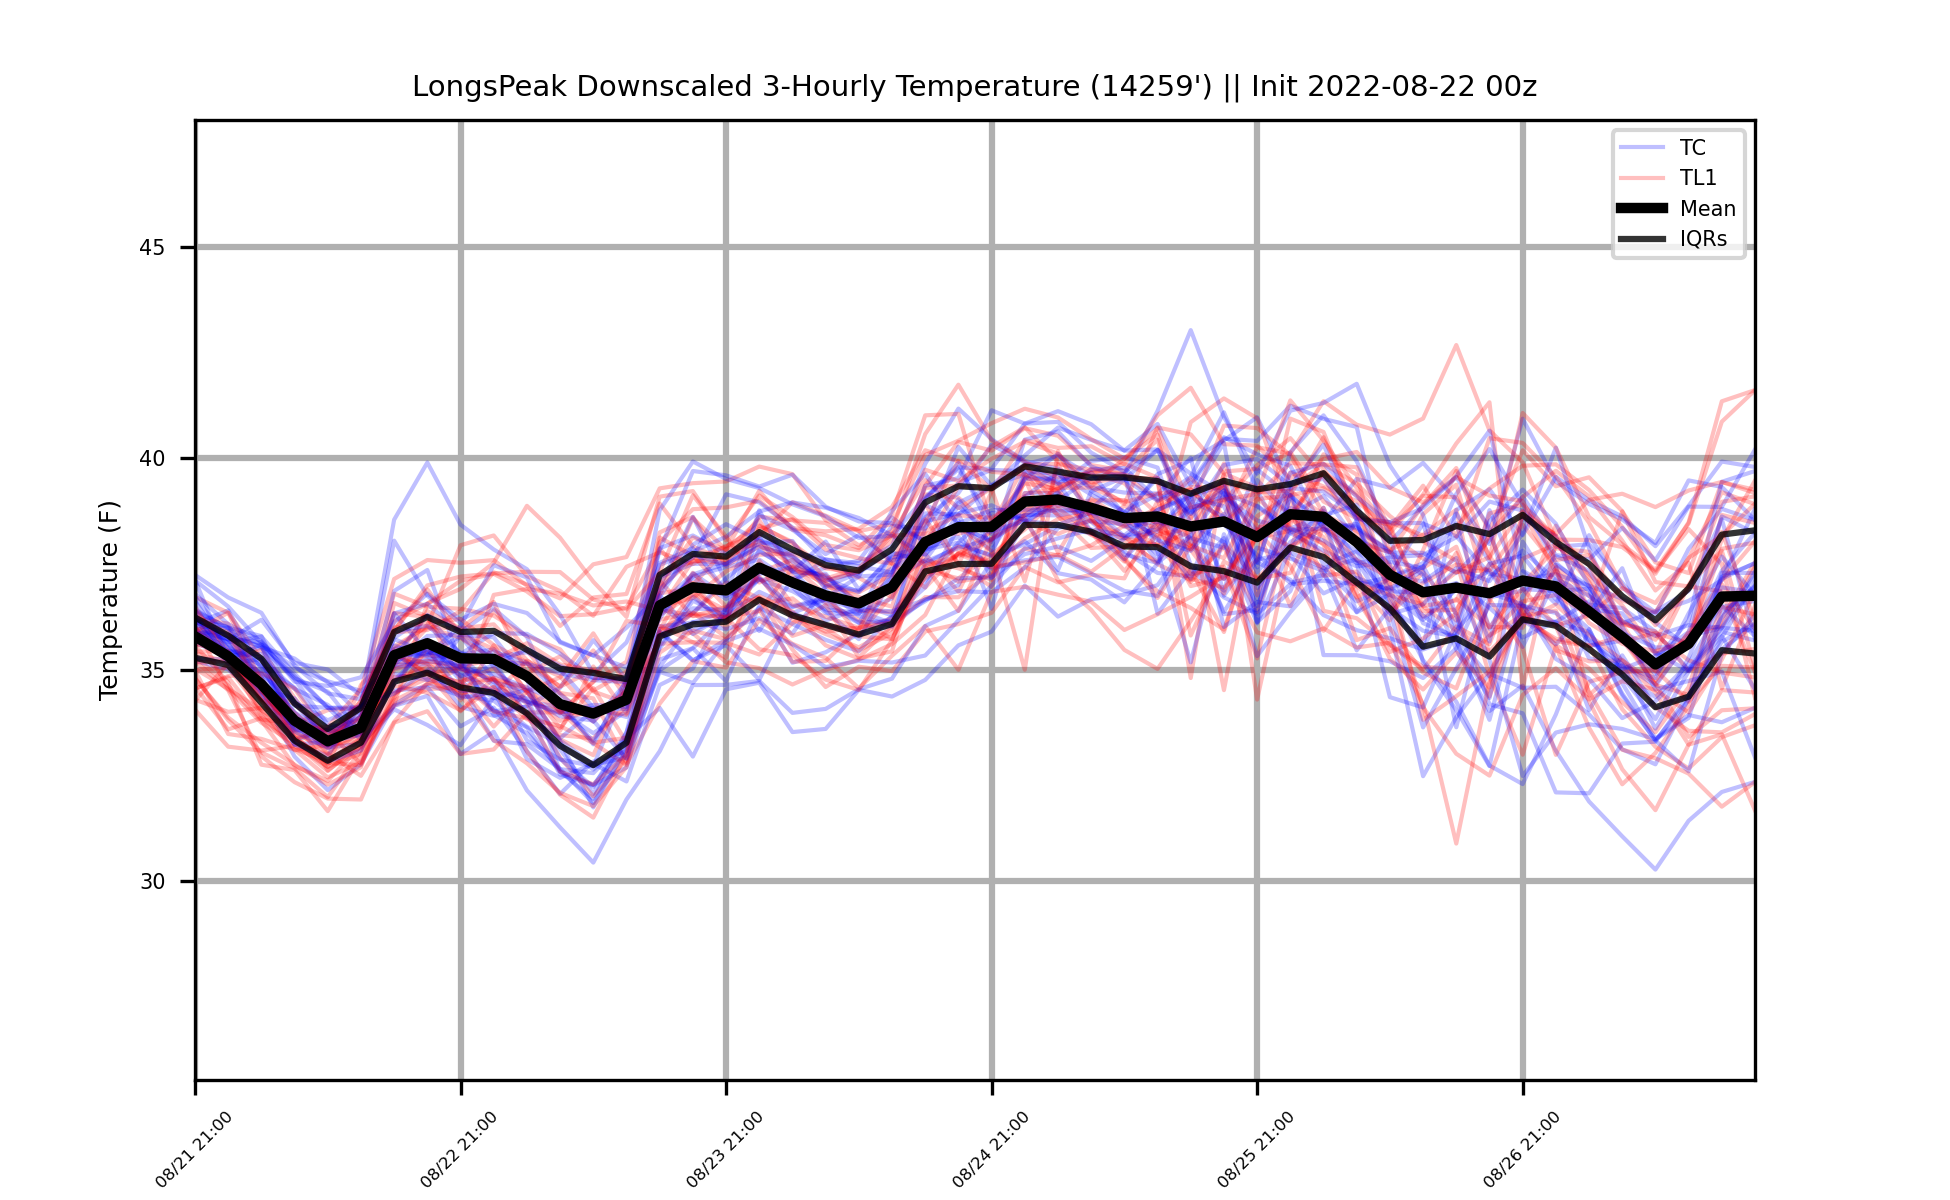 LongsPeak Downscaled 3-Hourly Temperature (14259') || Init 2022-08-22 00z
TC
TL1
Mean
IQRs
Temperature (F)
45
40
35
30
08/21 21:00
08/22 21:00
08/23 21:00
08/24 21:00
08/25 21:00
08/26 21:00